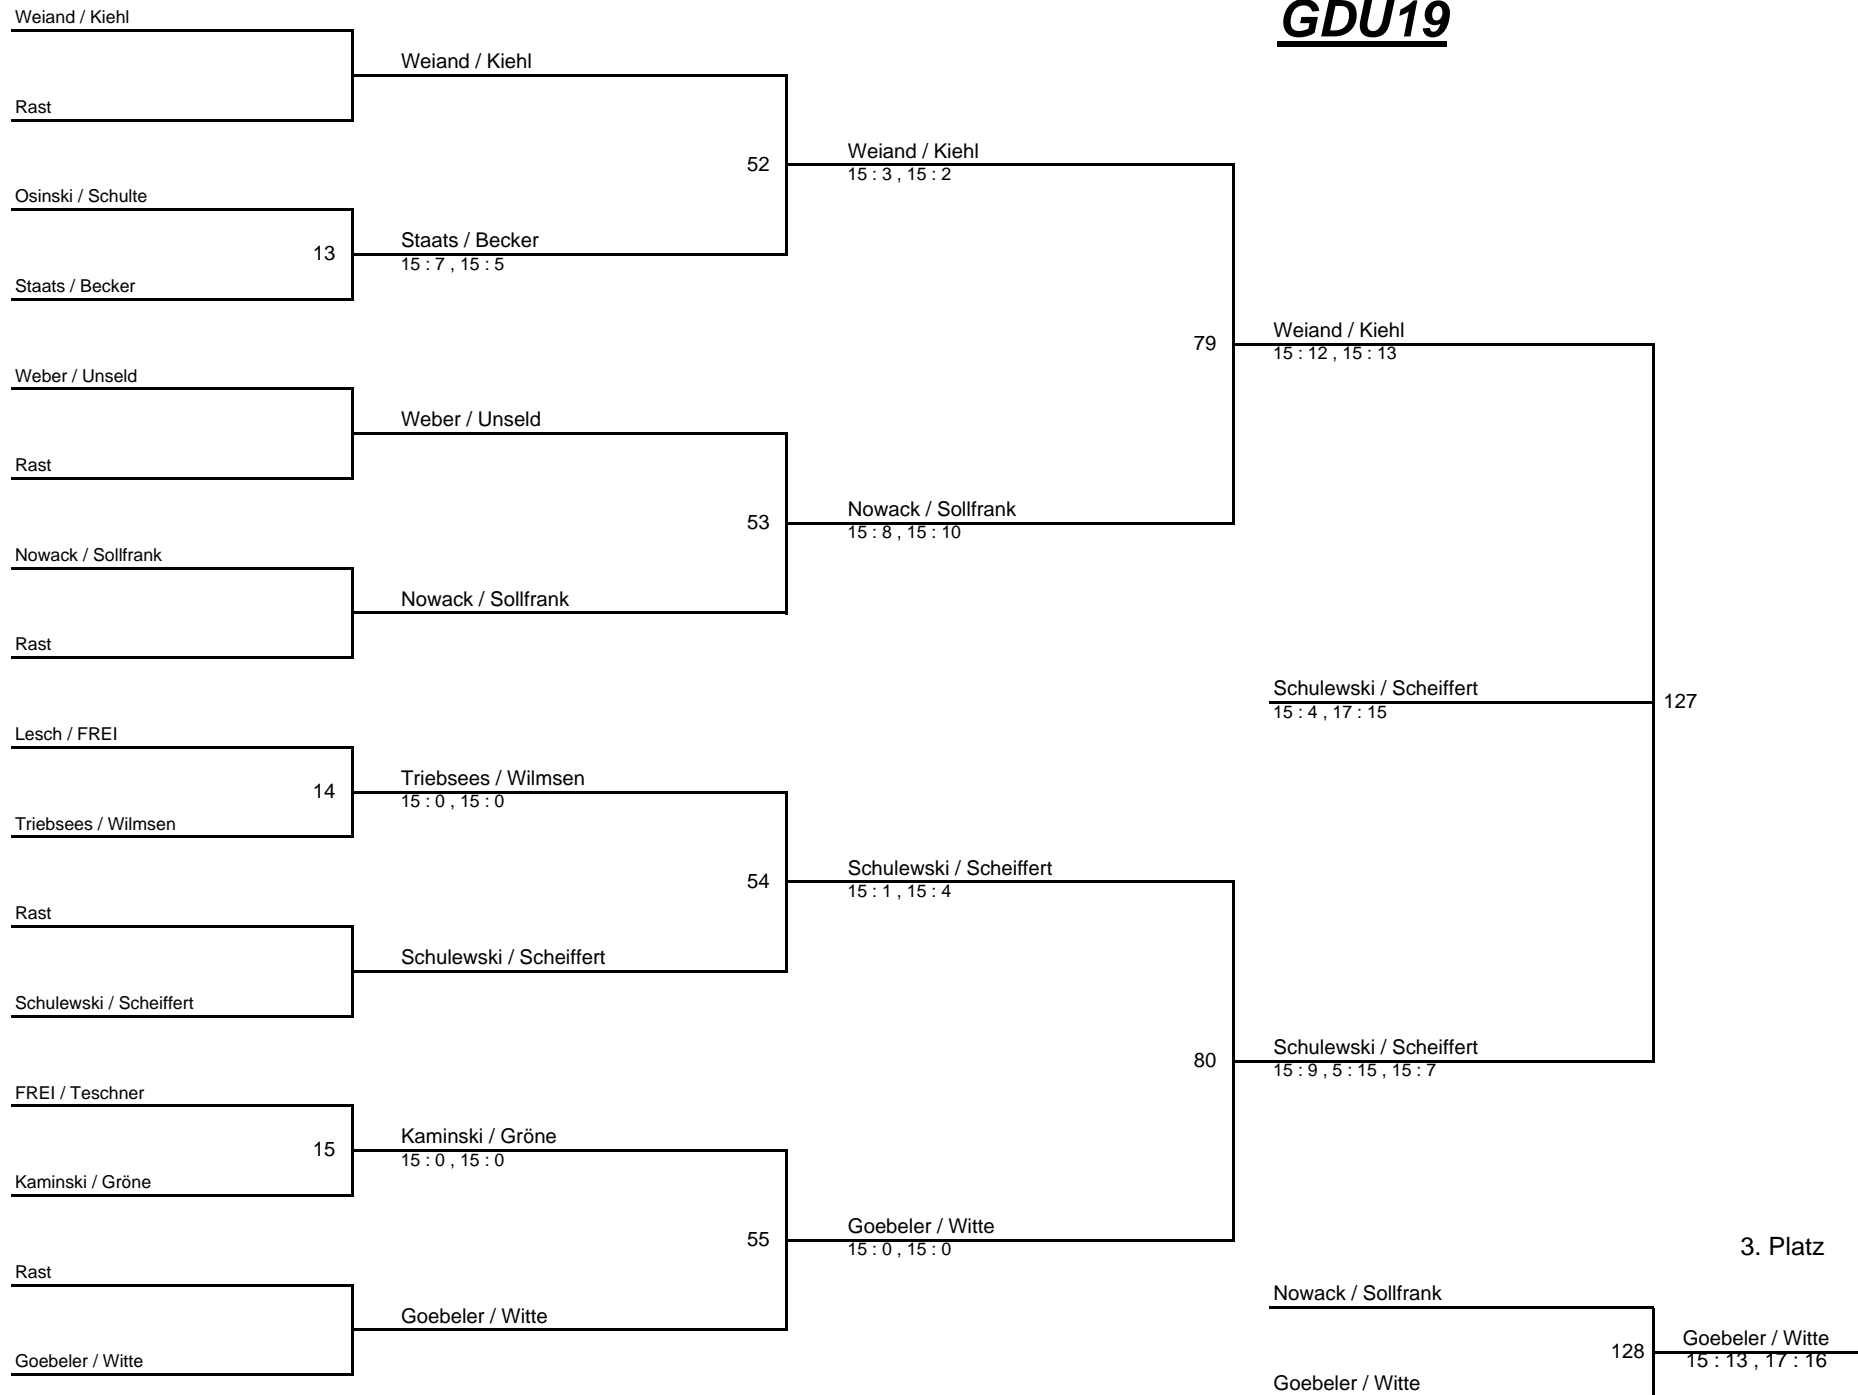 GDU19
Weiand / Kiehl
Weiand / Kiehl
Rast
52
Weiand / Kiehl
15 : 3 , 15 : 2
Osinski / Schulte
13
Staats / Becker
15 : 7 , 15 : 5
Staats / Becker
79
Weiand / Kiehl
15 : 12 , 15 : 13
Weber / Unseld
Weber / Unseld
Rast
53
Nowack / Sollfrank
15 : 8 , 15 : 10
Nowack / Sollfrank
Nowack / Sollfrank
Rast
Schulewski / Scheiffert
15 : 4 , 17 : 15
127
Lesch / FREI
14
Triebsees / Wilmsen
15 : 0 , 15 : 0
Triebsees / Wilmsen
54
Schulewski / Scheiffert
15 : 1 , 15 : 4
Rast
Schulewski / Scheiffert
Schulewski / Scheiffert
80
Schulewski / Scheiffert
15 : 9 , 5 : 15 , 15 : 7
FREI / Teschner
15
Kaminski / Gröne
15 : 0 , 15 : 0
Kaminski / Gröne
55
Goebeler / Witte
15 : 0 , 15 : 0
3. Platz
Rast
Goebeler / Witte
Goebeler / Witte
Nowack / Sollfrank
128
Goebeler / Witte
15 : 13 , 17 : 16
Goebeler / Witte